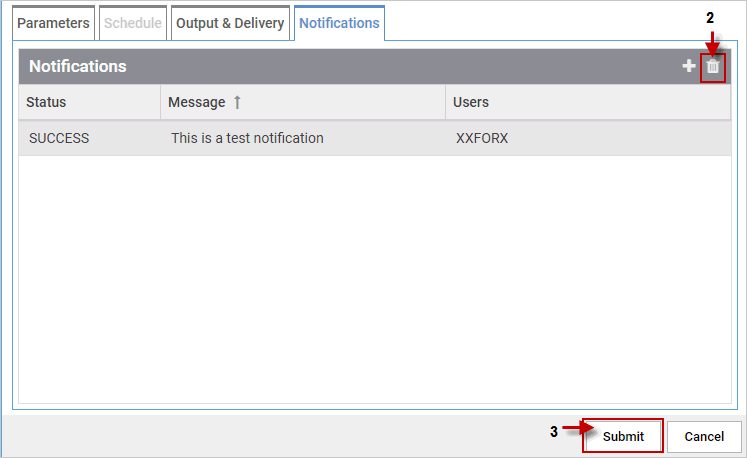 2
Parameters Schedule Output & Delivery Notifications
Notifications
Status Message Users
SUCCESS This is a test notification XXFORX
3 Submit Cancel